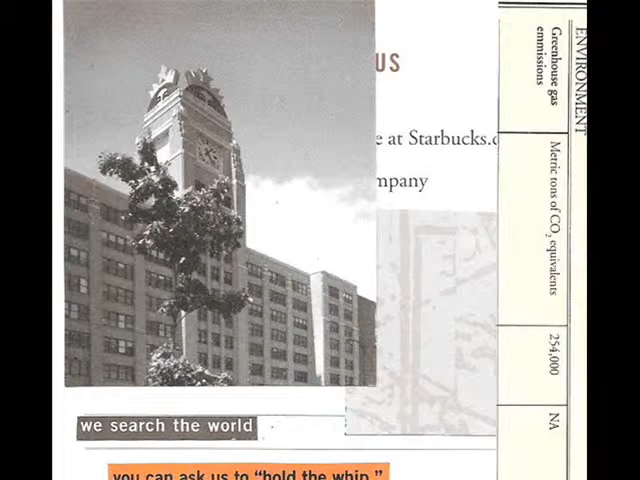 US
e at Starbucks.c
mpany
we search the world
you can ask us to “hold the whip.”
ENVIRONMENT
Greenhouse gas
emmissions
Metric tons of CO2 equivalents
254,000
NA